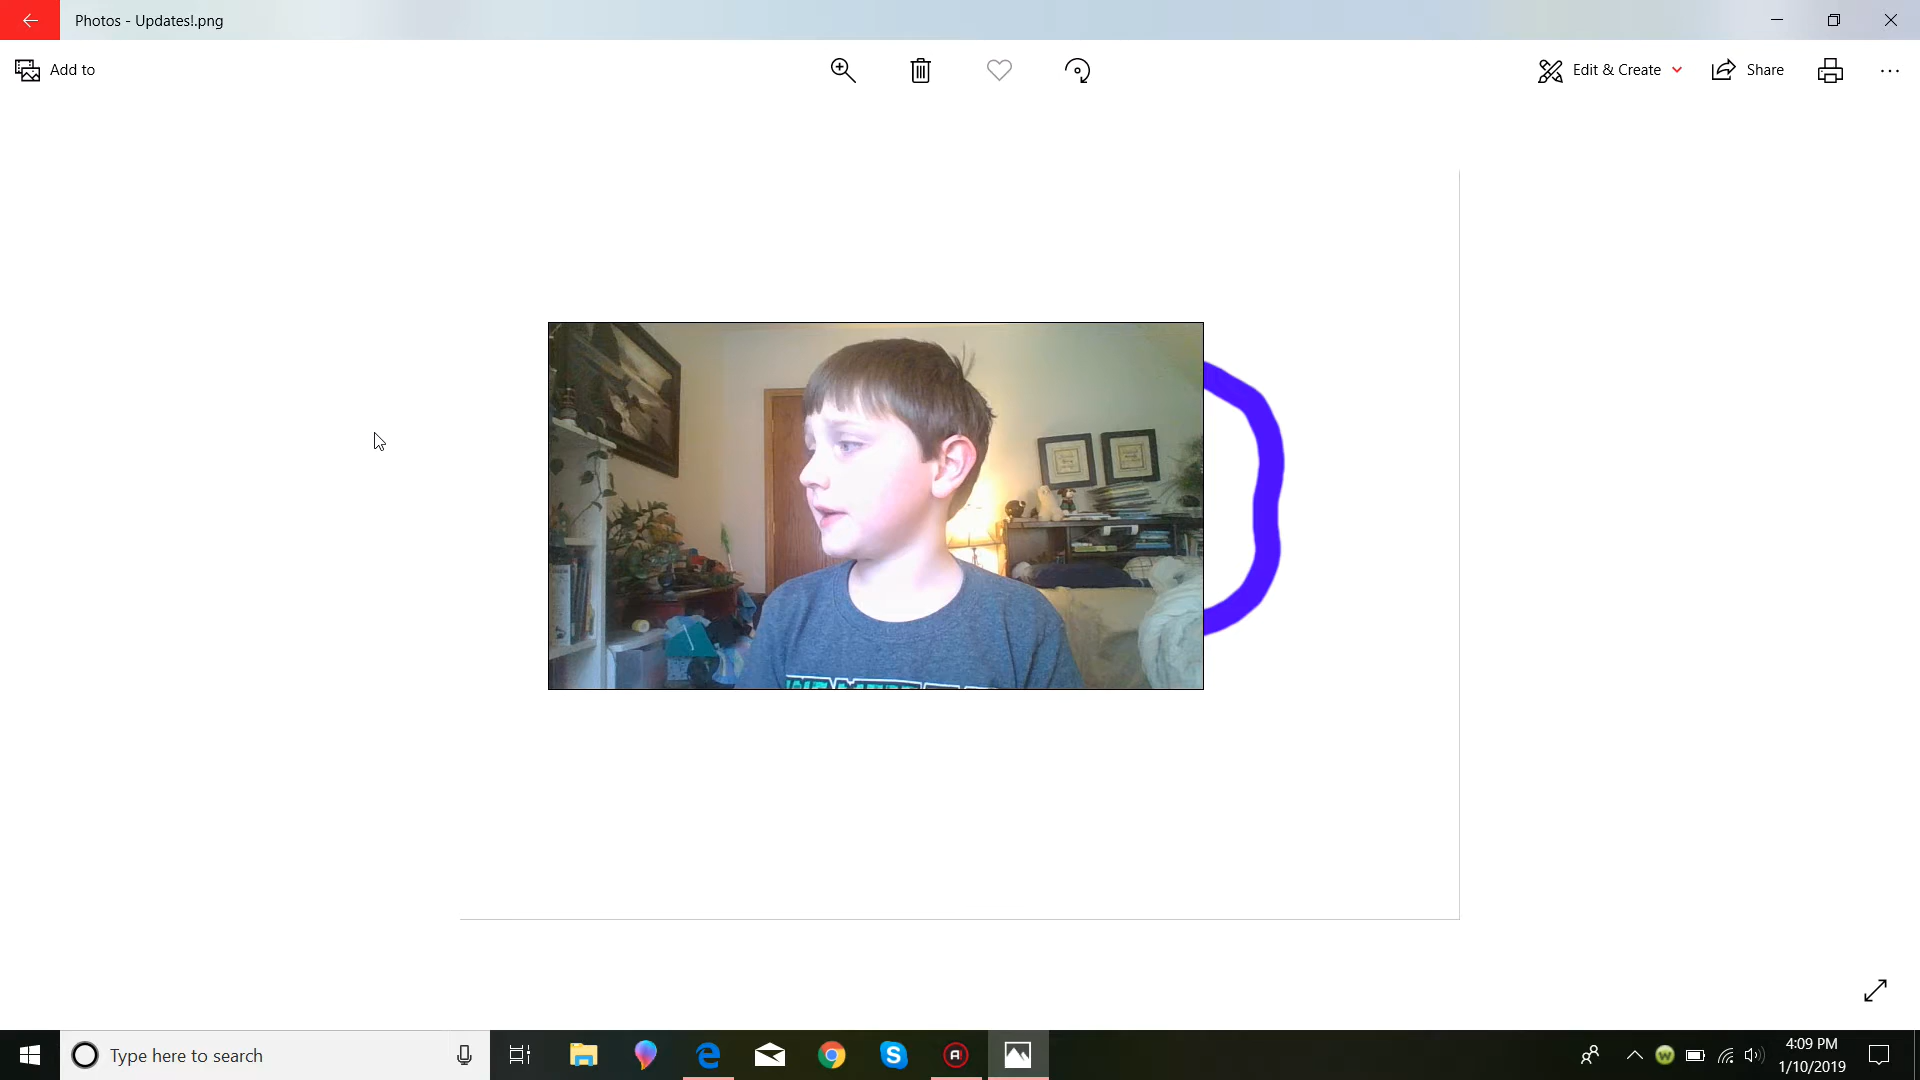 Photos - Updates!.png
Add to
Edit & Create
Share
Type here to search
4:09 PM
1/10/2019